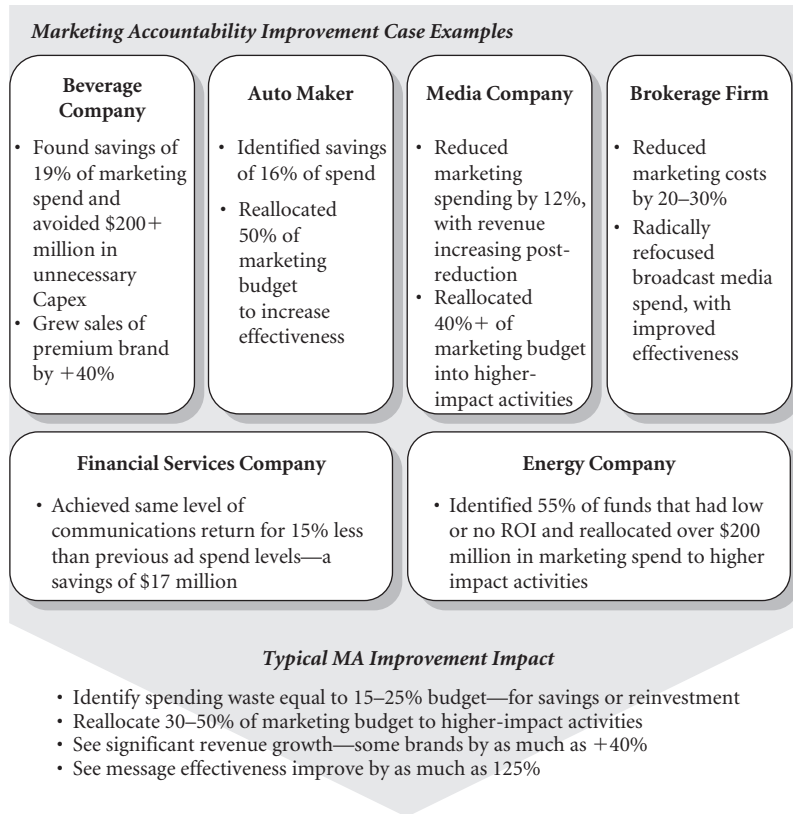 Marketing Accountability Improvement Case Examples
Beverage
Company
• Found savings of
19% of marketing
spend and
avoided $200+
million in
unnecessary
Capex
• Grew sales of
premium brand
by +40%
Auto Maker
• Identified savings
of 16% of spend
• Reallocated
50% of
marketing
budget
to increase
effectiveness
Media Company
• Reduced
marketing
spending by 12%,
with revenue
increasing post-
reduction
• Reallocated
40%+ of
marketing budget
into higher-
impact activities
Brokerage Firm
• Reduced
marketing costs
by 20–30%
• Radically
refocused
broadcast media
spend, with
improved
effectiveness
Financial Services Company
• Achieved same level of
communications return for 15% less
than previous ad spend levels—a
savings of $17 million
Energy Company
• Identified 55% of funds that had low
or no ROI and reallocated over $200
million in marketing spend to higher
impact activities
Typical MA Improvement Impact
• Identify spending waste equal to 15–25% budget—for savings or reinvestment
• Reallocate 30–50% of marketing budget to higher-impact activities
• See significant revenue growth—some brands by as much as +40%
• See message effectiveness improve by as much as 125%